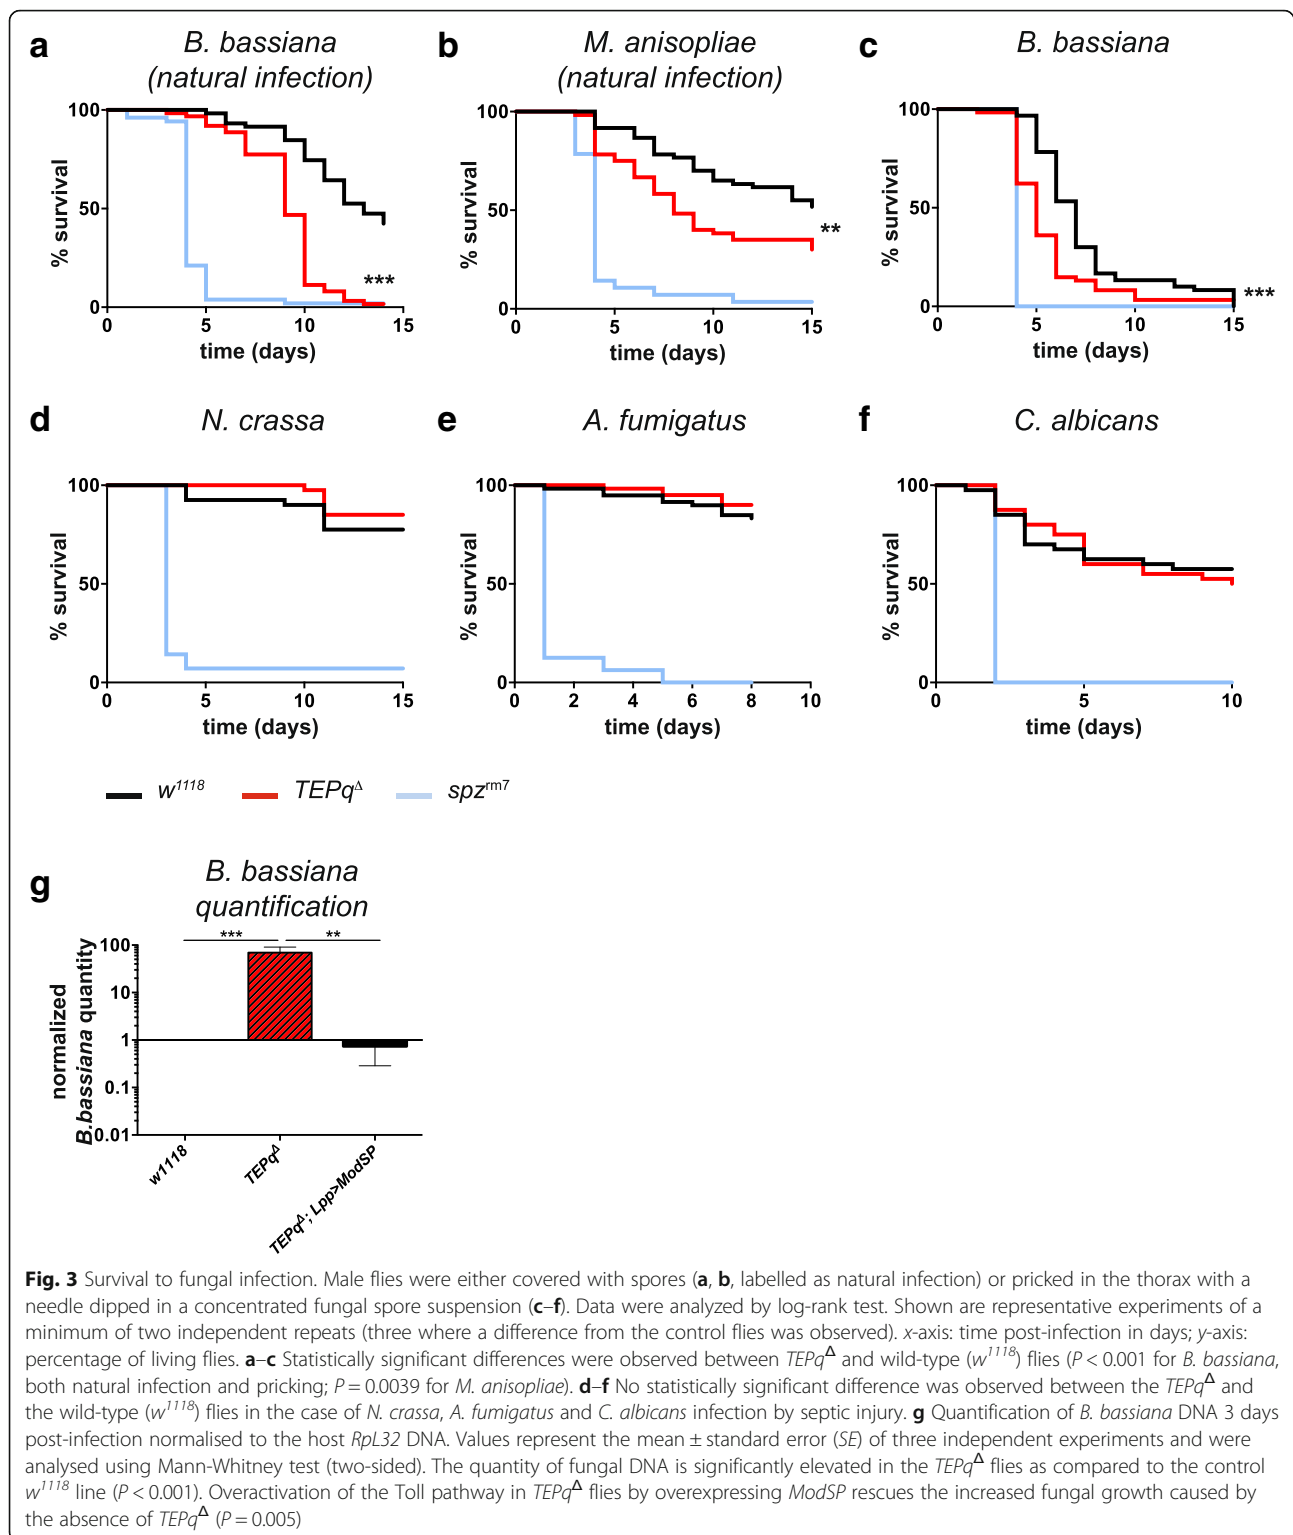 a B. bassiana (natural infection)
100
50
0
% survival
0 5 10 15
time (days)
***
b M. anisopliae (natural infection)
100
50
0
% survival
0 5 10 15
time (days)
**
c B. bassiana
100
50
0
% survival
0 5 10 15
time (days)
***
d N. crassa
100
50
0
% survival
0 5 10 15
time (days)
e A. fumigatus
100
50
0
% survival
0 2 4 6 8 10
time (days)
f C. albicans
100
50
0
% survival
0 5 10
time (days)
w1118 TEPqΔ spzrm7
g B. bassiana
quantification
*** **
normalized
B.bassiana quantity
100
10
1
0.1
0.01
w1118
TEPqΔ
TEPqΔ; Lpp>ModSP
Fig. 3 Survival to fungal infection. Male flies were either covered with spores (a, b, labelled as natural infection) or pricked in the thorax with a
needle dipped in a concentrated fungal spore suspension (c–f). Data were analyzed by log-rank test. Shown are representative experiments of a
minimum of two independent repeats (three where a difference from the control flies was observed). x-axis: time post-infection in days; y-axis:
percentage of living flies. a–c Statistically significant differences were observed between TEPqΔ and wild-type (w1118) flies (P < 0.001 for B. bassiana,
both natural infection and pricking; P = 0.0039 for M. anisopliae). d–f No statistically significant difference was observed between the TEPqΔ and
the wild-type (w1118) flies in the case of N. crassa, A. fumigatus and C. albicans infection by septic injury. g Quantification of B. bassiana DNA 3 days
post-infection normalised to the host RpL32 DNA. Values represent the mean ± standard error (SE) of three independent experiments and were
analysed using Mann-Whitney test (two-sided). The quantity of fungal DNA is significantly elevated in the TEPqΔ flies as compared to the control
w1118 line (P < 0.001). Overactivation of the Toll pathway in TEPqΔ flies by overexpressing ModSP rescues the increased fungal growth caused by
the absence of TEPqΔ (P = 0.005)